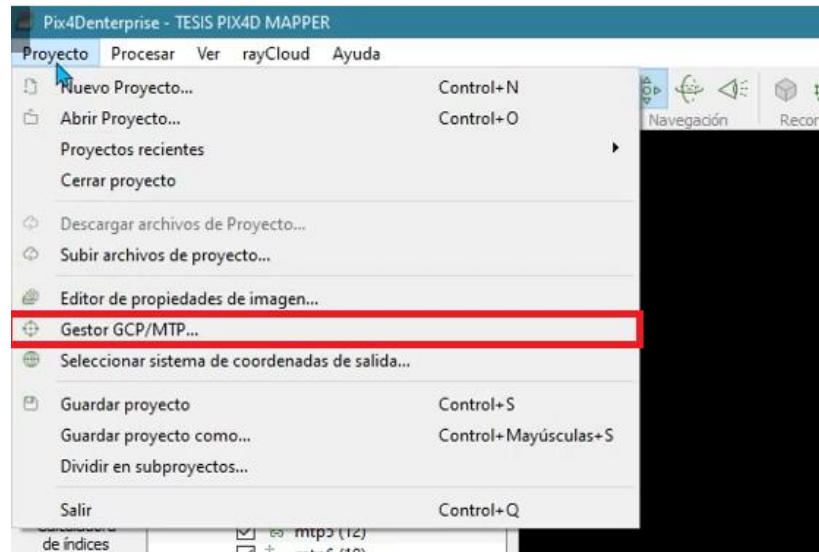 Pix4Denterprise - TESIS PIX4D MAPPER
Proyecto Procesar Ver rayCloud Ayuda
Nuevo Proyecto... Control+N
Abrir Proyecto... Control+O
Proyectos recientes
Cerrar proyecto
Descargar archivos de Proyecto...
Subir archivos de proyecto...
Editor de propiedades de imagen...
Gestor GCP/MTP...
Seleccionar sistema de coordenadas de salida...
Guardar proyecto Control+S
Guardar proyecto como... Control+Mayúsculas+S
Dividir en subproyectos...
Salir Control+Q
Navegación
de índices
mtp5 (12)